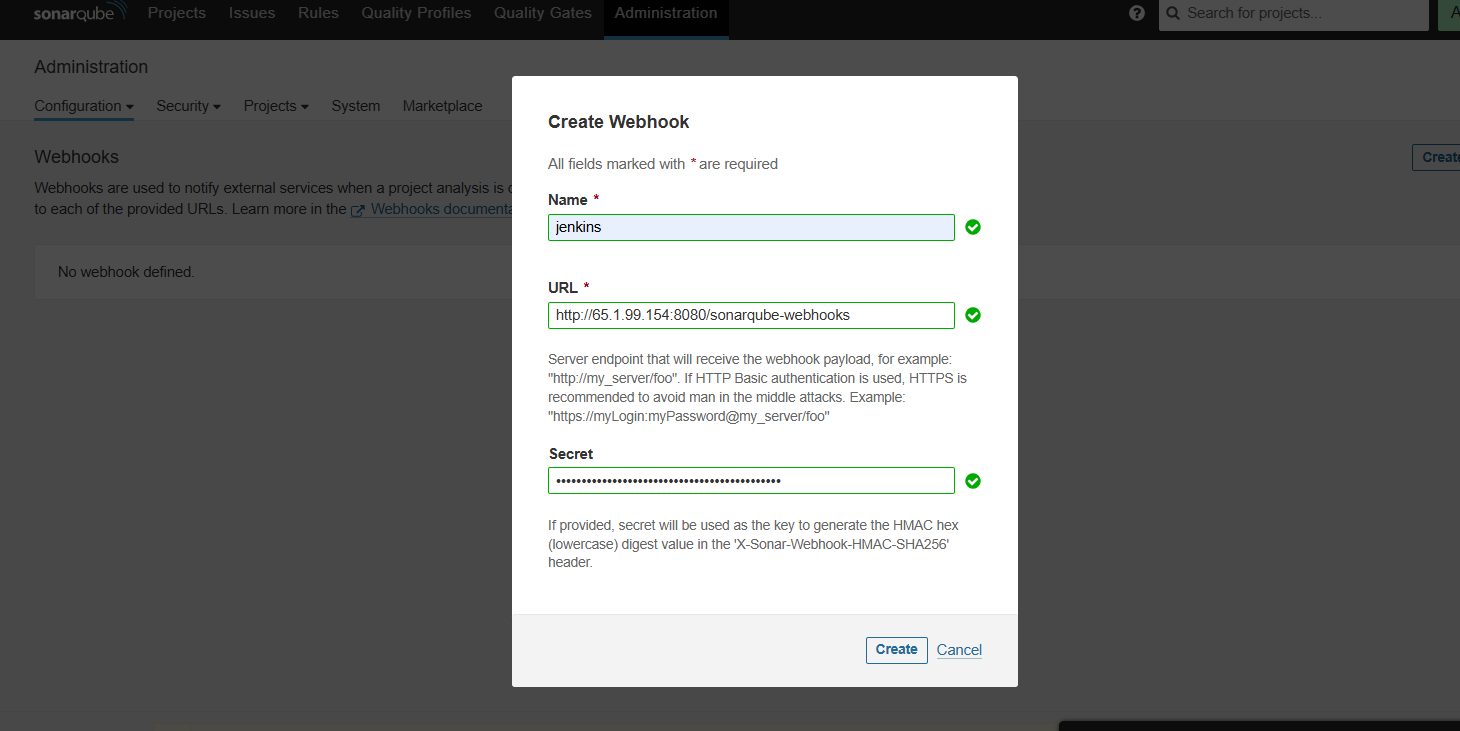 sonarqube Projects Issues Rules Quality Profiles Quality Gates Administration ? Search for projects... A
Administration
Configuration Security Projects System Marketplace
Webhooks
Create
Webhooks are used to notify external services when a project analysis is
to each of the provided URLs. Learn more in the Webhooks documenta
No webhook defined.
Create Webhook
All fields marked with * are required
Name *
jenkins
URL *
http://65.1.99.154:8080/sonarqube-webhooks
Server endpoint that will receive the webhook payload, for example:
"http://my_server/foo". If HTTP Basic authentication is used, HTTPS is
recommended to avoid man in the middle attacks. Example:
"https://myLogin:myPassword@my_server/foo"
Secret
••••••••••••••••••••••••••••••••••••••••••••
If provided, secret will be used as the key to generate the HMAC hex
(lowercase) digest value in the 'X-Sonar-Webhook-HMAC-SHA256'
header.
Create Cancel